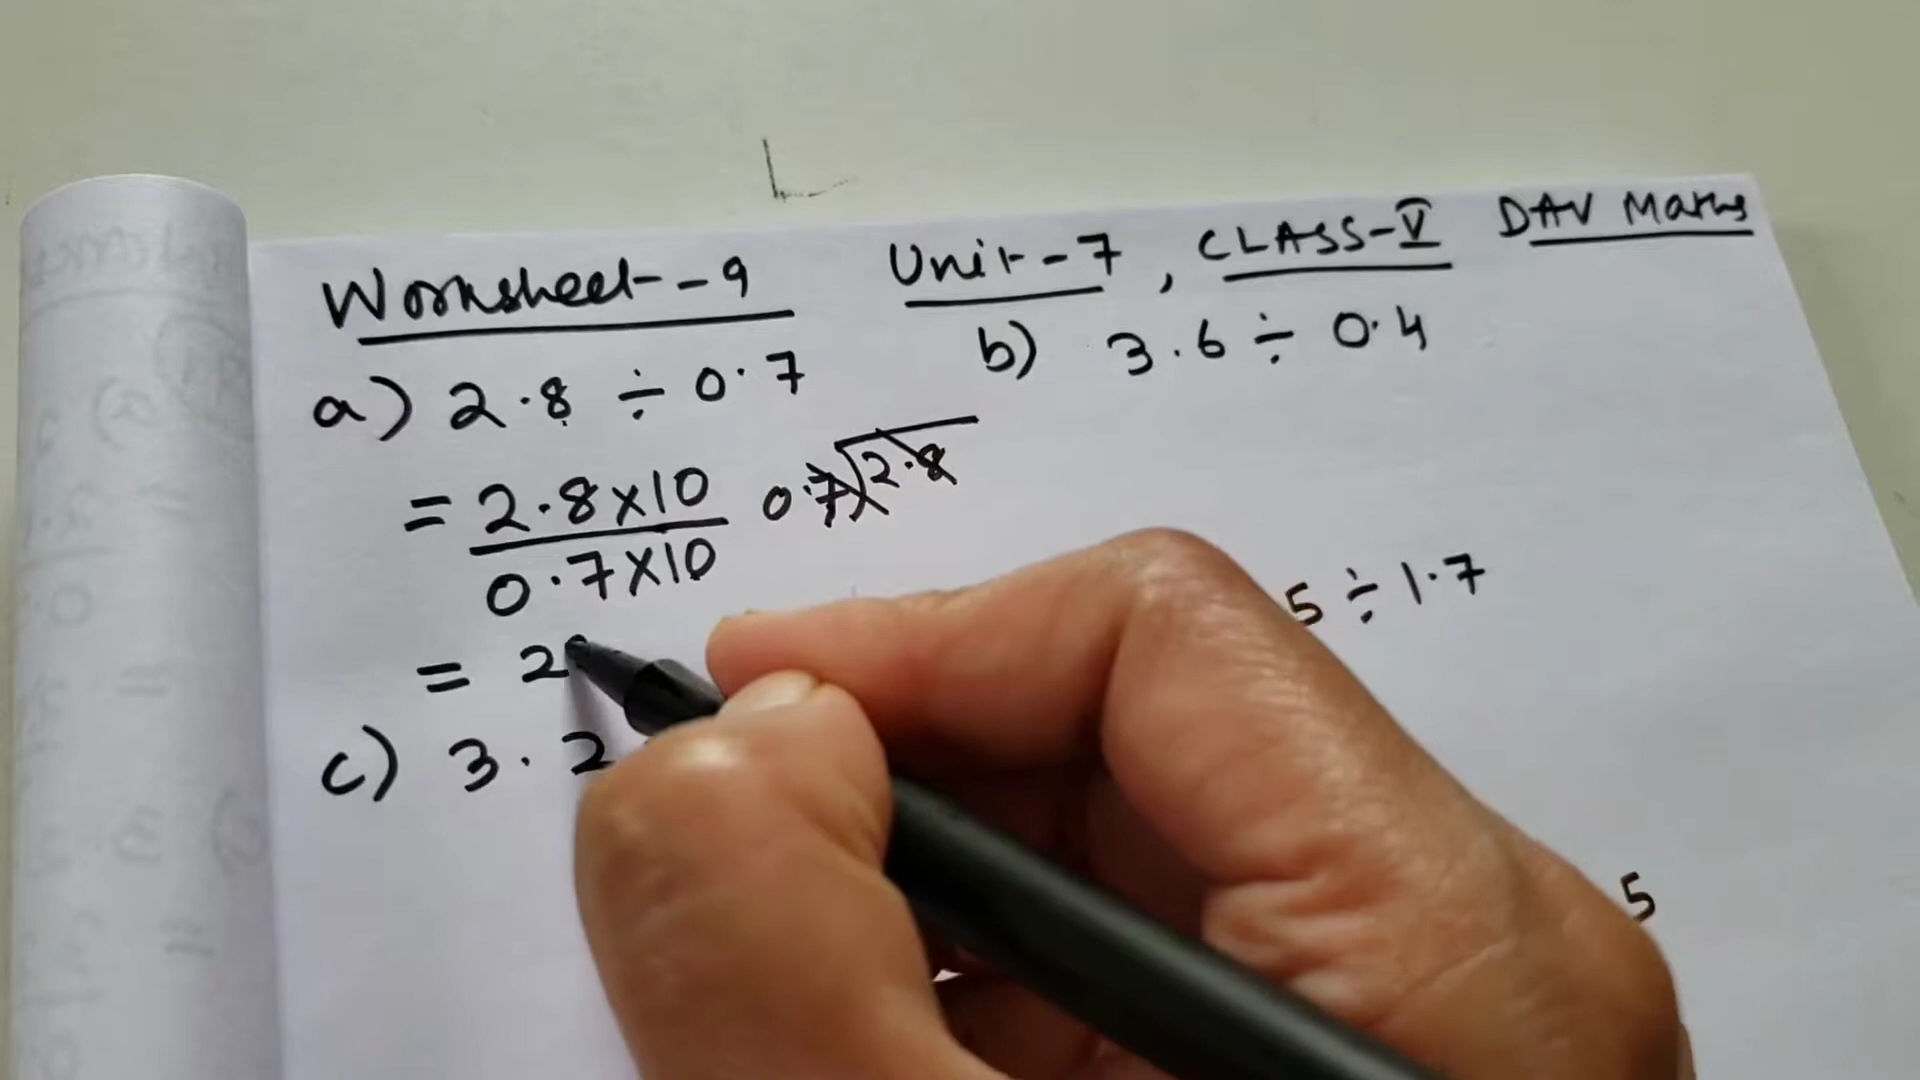 Worksheet-9 Unit-7, CLASS-V DAV Maths
a) 2.8 ÷ 0.7 b) 3.6 ÷ 0.4
= 2.8×10
0.7×10
0.7 2.8
5 ÷ 1.7
= 2
c) 3.2
5